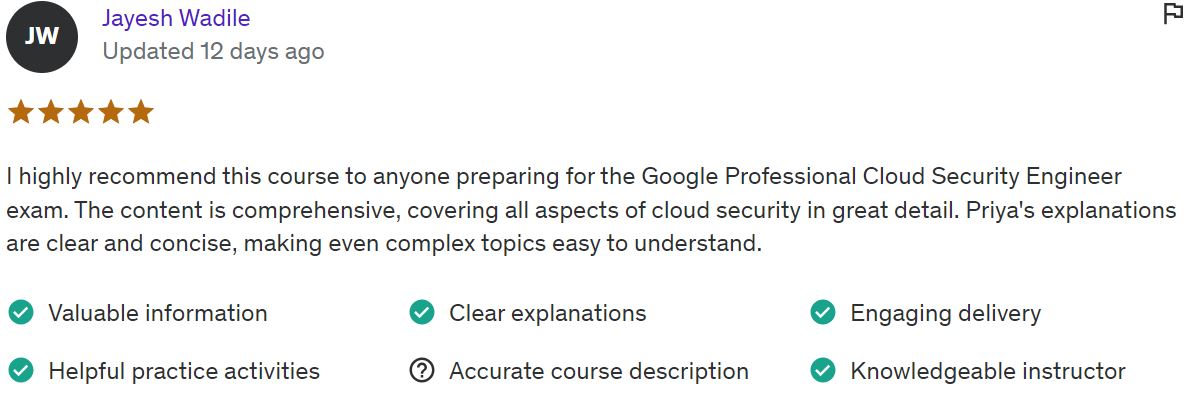 JW
Jayesh Wadile
Updated 12 days ago
I highly recommend this course to anyone preparing for the Google Professional Cloud Security Engineer
exam. The content is comprehensive, covering all aspects of cloud security in great detail. Priya's explanations
are clear and concise, making even complex topics easy to understand.
Valuable information
Clear explanations
Engaging delivery
Helpful practice activities
Accurate course description
Knowledgeable instructor